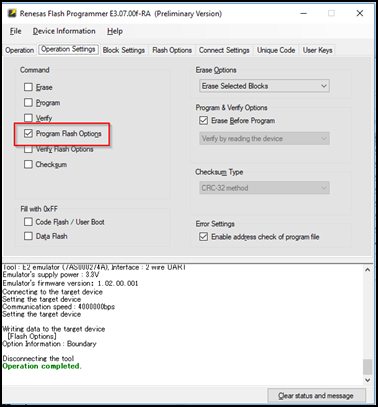 Renesas Flash Programmer E3.07.00f-RA (Preliminary Version)
File Device Information Help
Operation Operation Settings Block Settings Flash Options Connect Settings Unique Code User Keys
Command
Erase
Program
Verify
Program Flash Options
Verify Flash Options
Checksum
Fill with 0xFF
Code Flash / User Boot
Data Flash
Erase Options
Erase Selected Blocks
Program & Verify Options
Erase Before Program
Verify by reading the device
Checksum Type
CRC-32 method
Error Settings
Enable address check of program file
Tool : E2 emulator (7AS000274A), Interface : 2 wire UART
Emulator's supply power : 3.3V
Emulator's firmware version: 1.02.00.001
Connecting to the target device
Setting the target device
Communication speed : 4000000bps
Setting the target device
Writing data to the target device
[Flash Options]
Option Information : Boundary
Disconnecting the tool
Operation completed.
Clear status and message